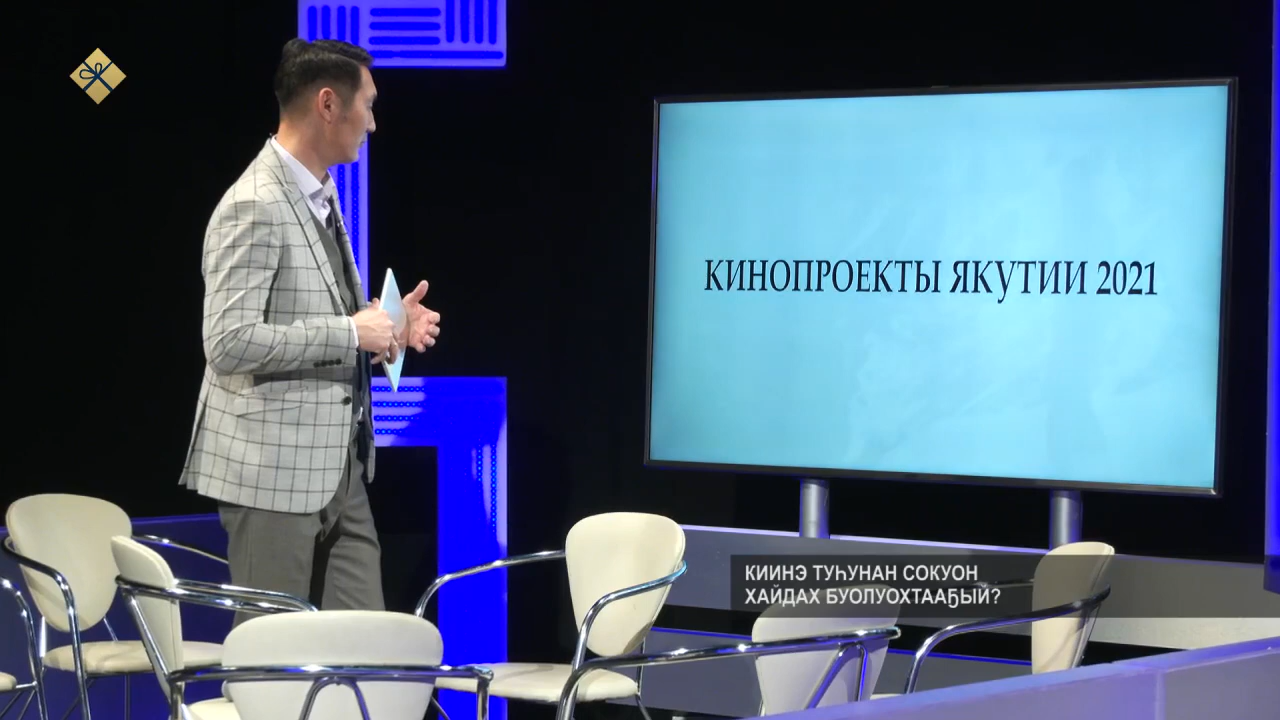 КИНОПРОЕКТЫ ЯКУТИИ 2021
КИИНЭ ТУҺУНАН СОКУОН
ХАЙДАХ БУОЛУОХТААҔЫЙ?